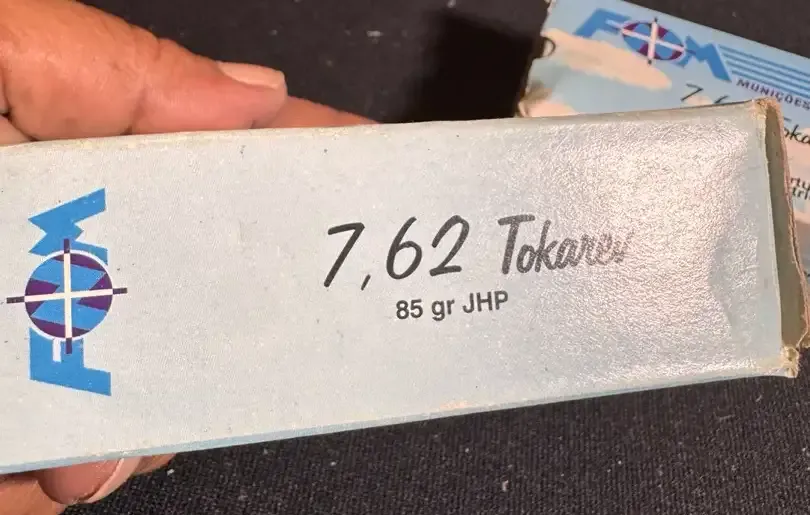 FOM
7,62 Tokarev
85 gr JHP
FOM
MUNIÇÕES